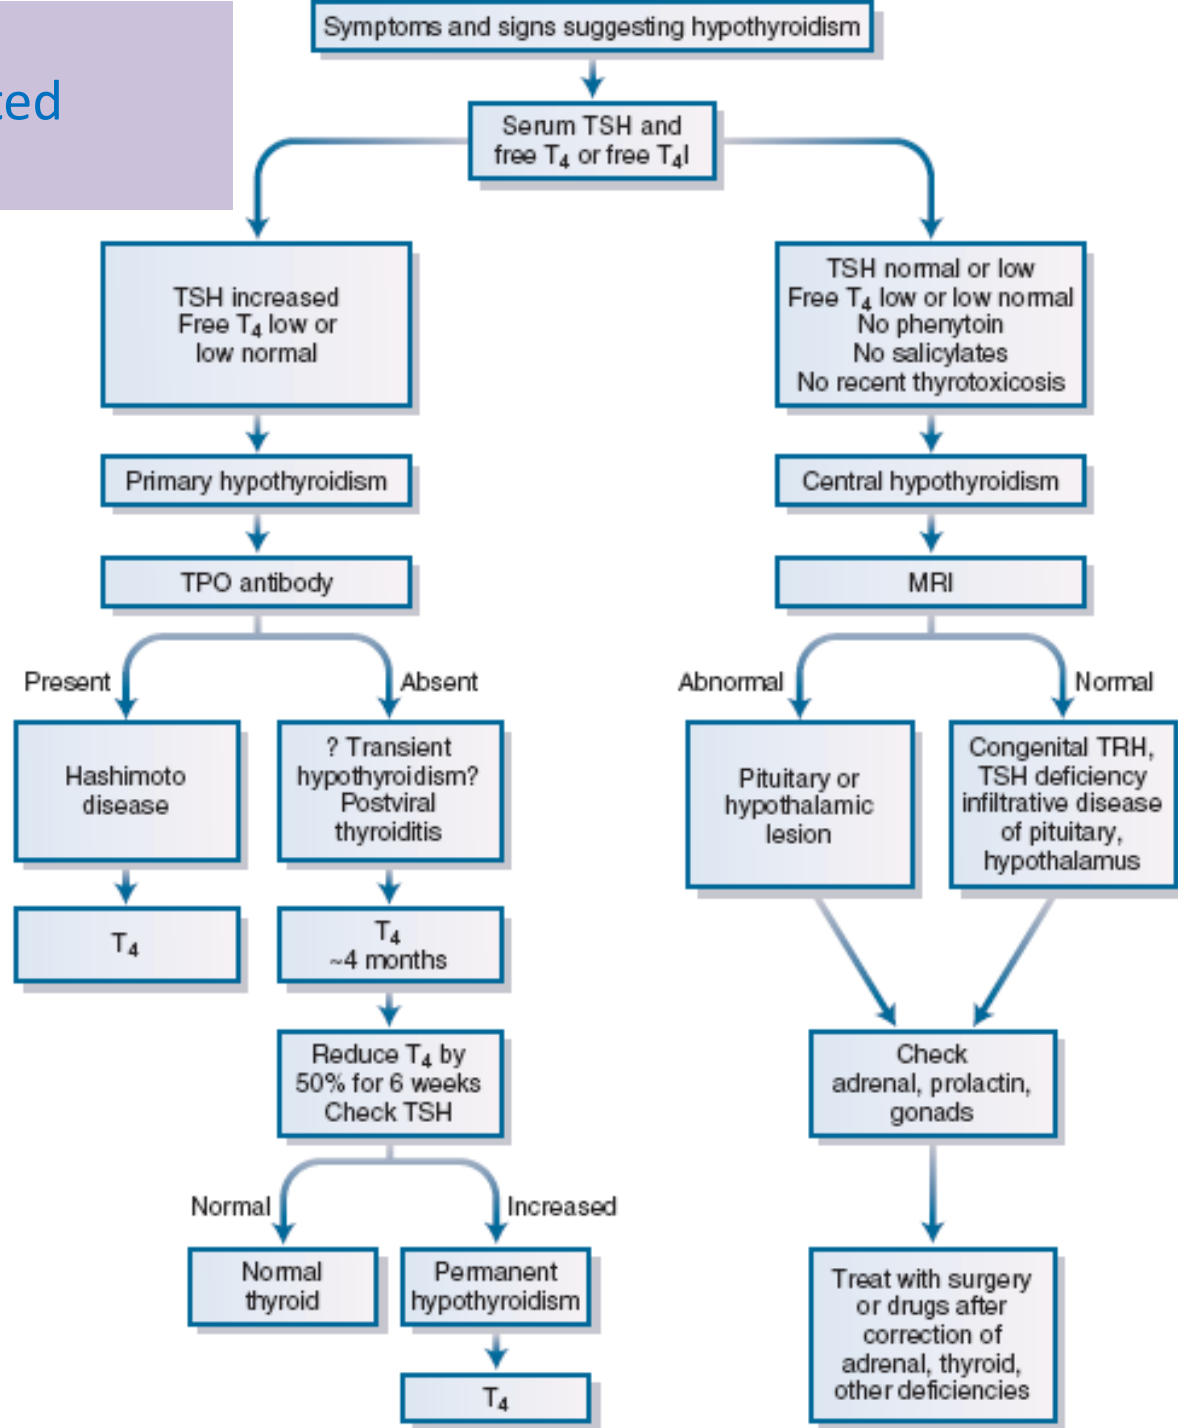 Symptoms and signs suggesting hypothyroidism
Serum TSH and
free T₄ or free T₄I
TSH increased
Free T₄ low or
low normal
TSH normal or low
Free T₄ low or low normal
No phenytoin
No salicylates
No recent thyrotoxicosis
Primary hypothyroidism
Central hypothyroidism
TPO antibody
MRI
Present
Absent
Abnormal
Normal
Hashimoto
disease
? Transient
hypothyroidism?
Postviral
thyroiditis
Pituitary or
hypothalamic
lesion
Congenital TRH,
TSH deficiency
infiltrative disease
of pituitary,
hypothalamus
T₄
T₄
~4 months
Reduce T₄ by
50% for 6 weeks
Check TSH
Check
adrenal, prolactin,
gonads
Normal
Increased
Normal
thyroid
Permanent
hypothyroidism
Treat with surgery
or drugs after
correction of
adrenal, thyroid,
other deficiencies
T₄